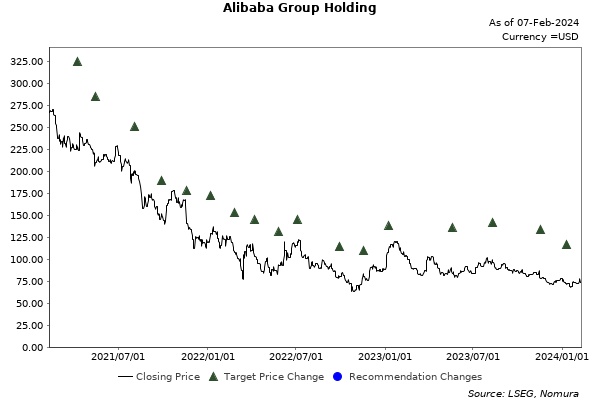 Alibaba Group Holding
As of 07-Feb-2024
Currency =USD
325.00
300.00
275.00
250.00
225.00
200.00
175.00
150.00
125.00
100.00
75.00
50.00
25.00
0.00
2021/07/01 2022/01/01 2022/07/01 2023/01/01 2023/07/01 2024/01/01
Closing Price Target Price Change Recommendation Changes
Source: LSEG, Nomura